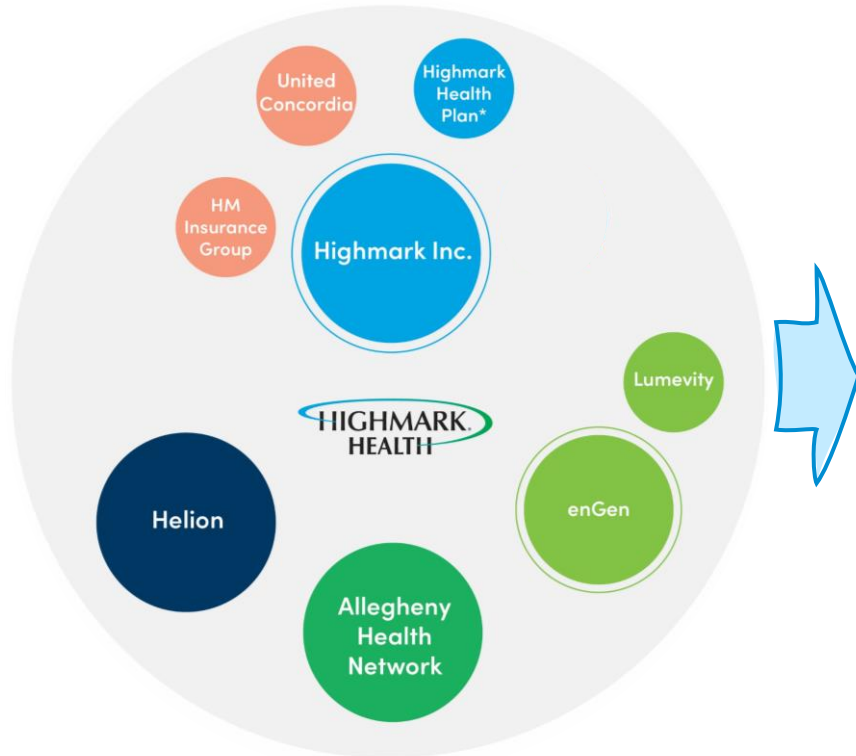 United
Concordia
Highmark
Health
Plan*
HM
Insurance
Group
Highmark Inc.
Lumevity
HIGHMARK.
HEALTH
Helion
enGen
Allegheny
Health
Network